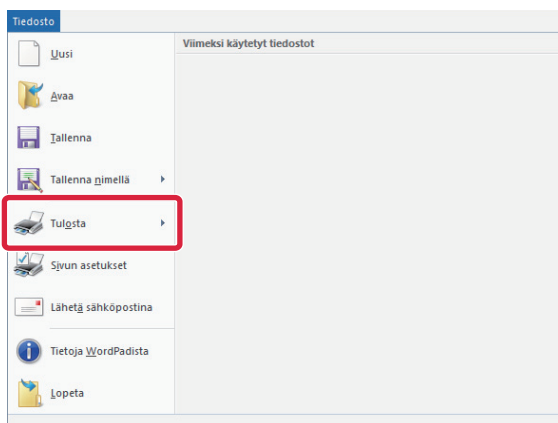 Tiedosto
Viimeksi käytetyt tiedostot
Uusi
Avaa
Tallenna
Tallenna nimellä
Tulosta
Sivun asetukset
Lähetä sähköpostina
Tietoja WordPadista
Lopeta